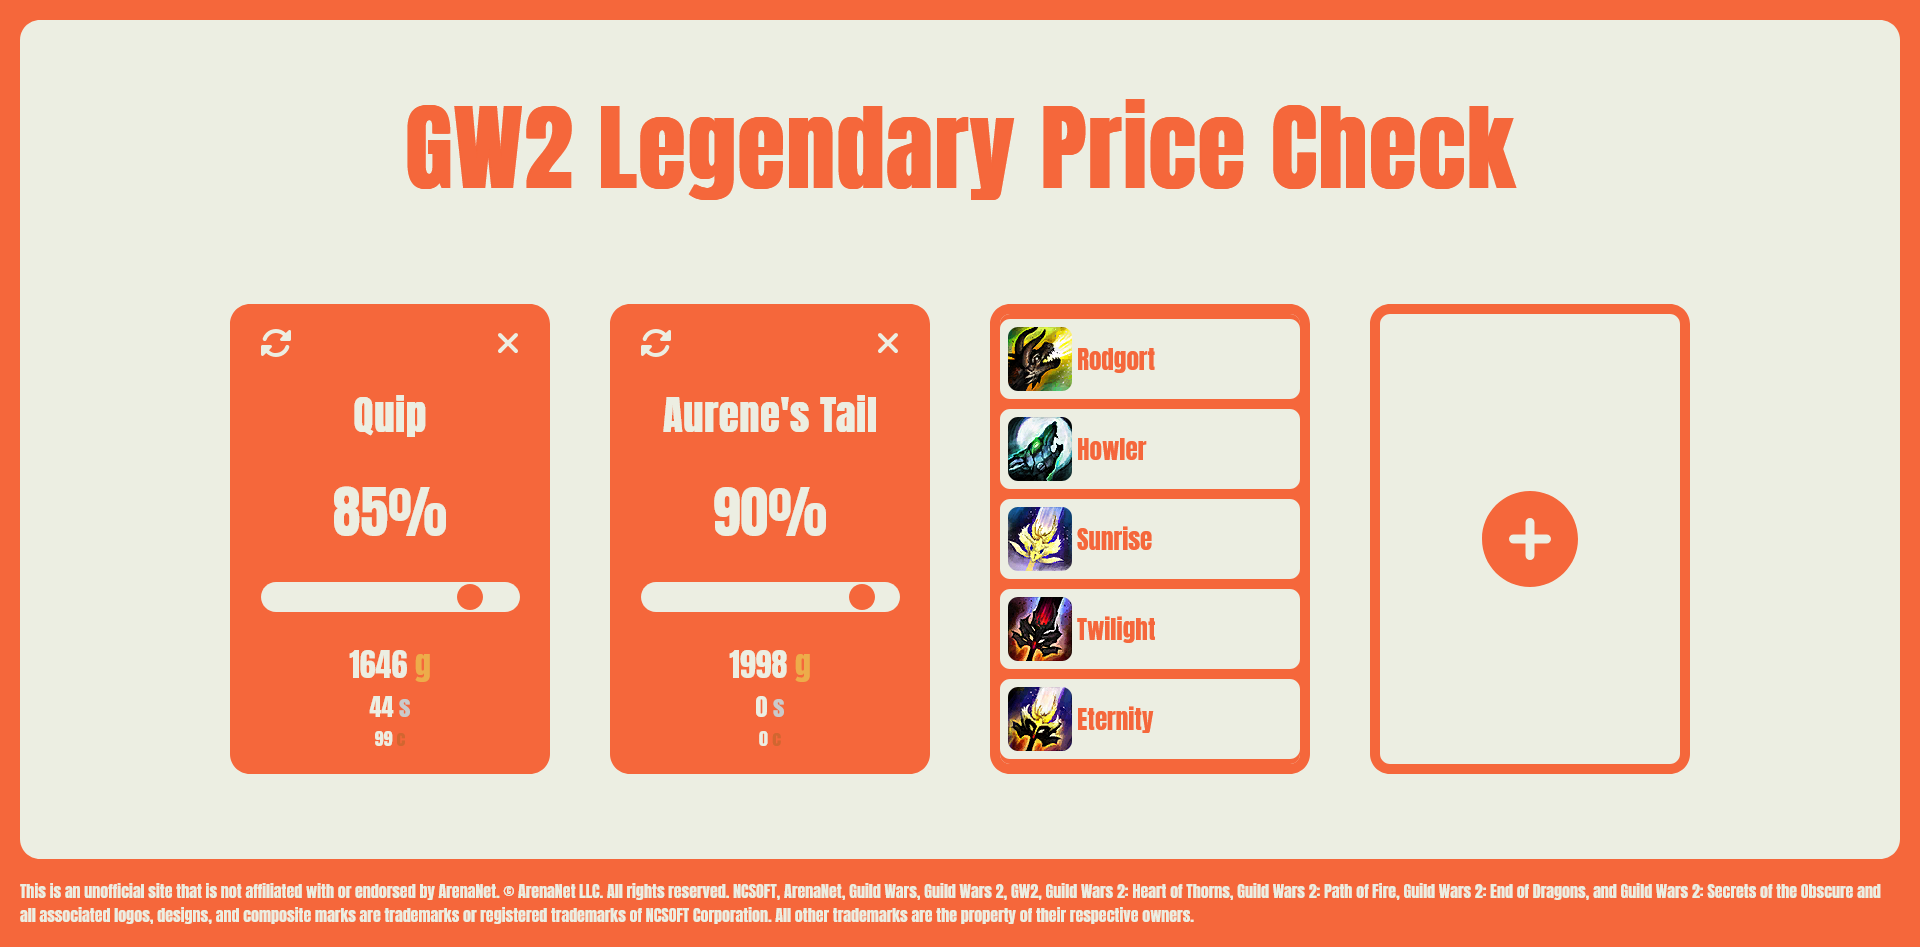 GW2 Legendary Price Check
Quip
85%
1646 g
44 s
99 c
Aurene's Tail
90%
1998 g
0 s
0 c
Rodgort
Howler
Sunrise
Twilight
Eternity
This is an unofficial site that is not affiliated with or endorsed by ArenaNet. © ArenaNet LLC. All rights reserved. NCSOFT, ArenaNet, Guild Wars, Guild Wars 2, GW2, Guild Wars 2: Heart of Thorns, Guild Wars 2: Path of Fire, Guild Wars 2: End of Dragons, and Guild Wars 2: Secrets of the Obscure and
all associated logos, designs, and composite marks are trademarks or registered trademarks of NCSOFT Corporation. All other trademarks are the property of their respective owners.